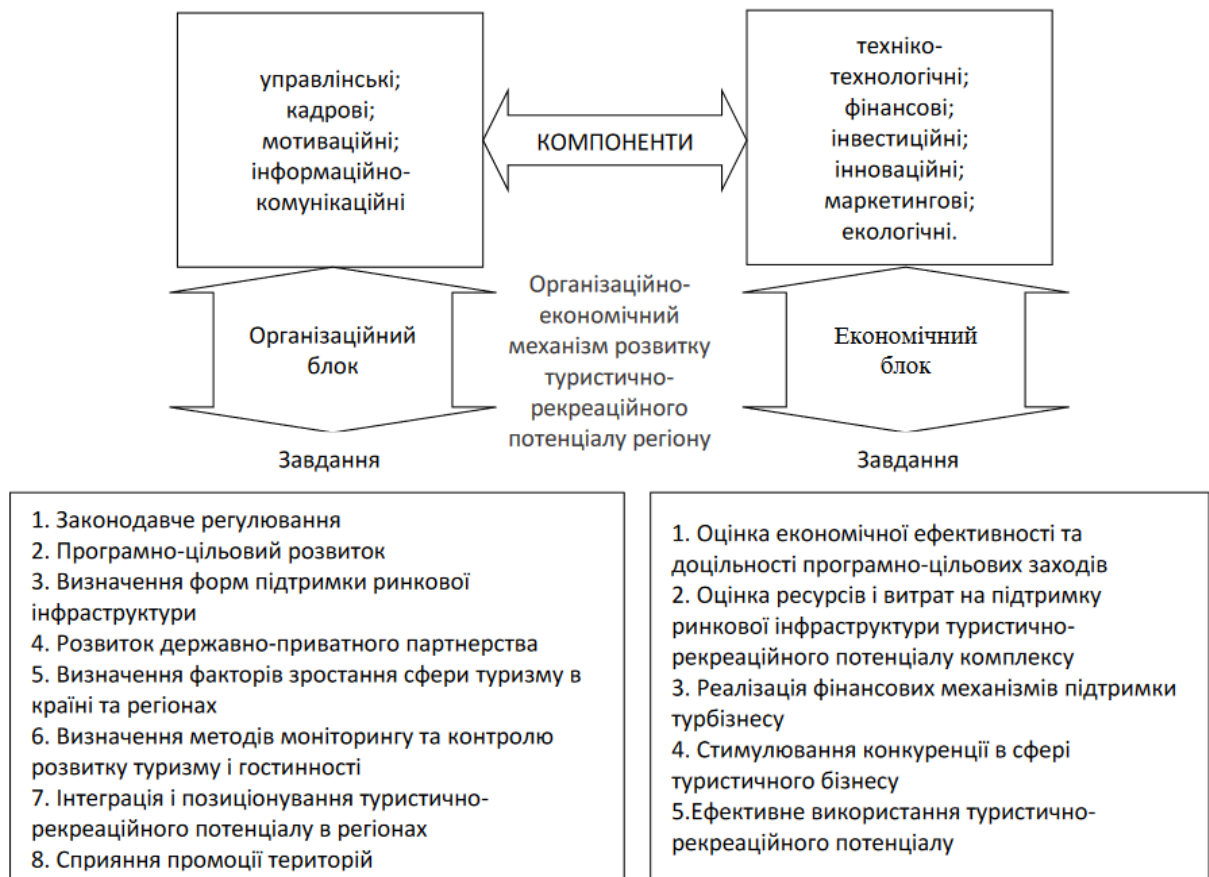 управлінські;
кадрові;
мотиваційні;
інформаційно-
комунікаційні
КОМПОНЕНТИ
техніко-
технологічні;
фінансові;
інвестиційні;
інноваційні;
маркетингові;
екологічні.
Організаційний
блок
Організаційно-
економічний
механізм розвитку
туристично-
рекреаційного
потенціалу регіону
Економічний
блок
Завдання
Завдання
1. Законодавче регулювання
2. Програмно-цільовий розвиток
3. Визначення форм підтримки ринкової
інфраструктури
4. Розвиток державно-приватного партнерства
5. Визначення факторів зростання сфери туризму в
країні та регіонах
6. Визначення методів моніторингу та контролю
розвитку туризму і гостинності
7. Інтеграція і позиціонування туристично-
рекреаційного потенціалу в регіонах
8. Сприяння промоції територій
1. Оцінка економічної ефективності та
доцільності програмно-цільових заходів
2. Оцінка ресурсів і витрат на підтримку
ринкової інфраструктури туристично-
рекреаційного потенціалу комплексу
3. Реалізація фінансових механізмів підтримки
турбізнесу
4. Стимулювання конкуренції в сфері
туристичного бізнесу
5.Ефективне використання туристично-
рекреаційного потенціалу